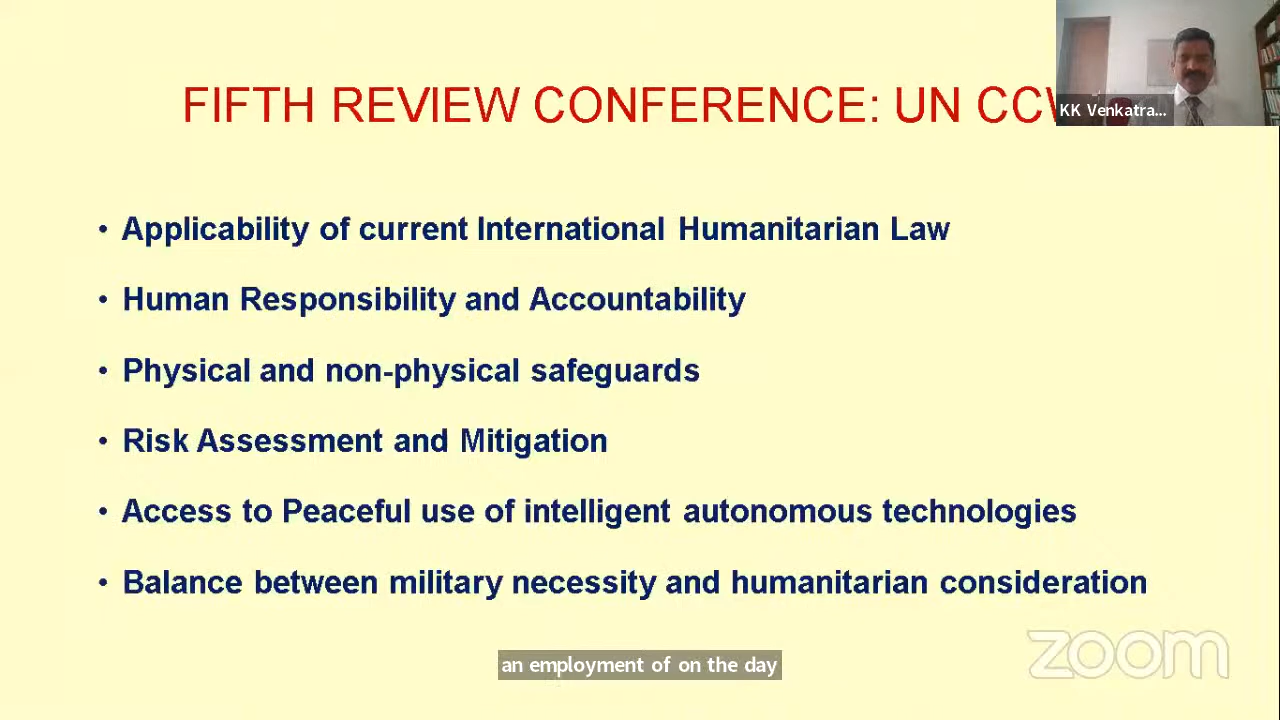 FIFTH REVIEW CONFERENCE: UN
KK Venkatra...
• Applicability of current International Humanitarian Law
• Human Responsibility and Accountability
• Physical and non-physical safeguards
• Risk Assessment and Mitigation
• Access to Peaceful use of intelligent autonomous technologies
• Balance between military necessity and humanitarian consideration
zoom
an employment of on the day